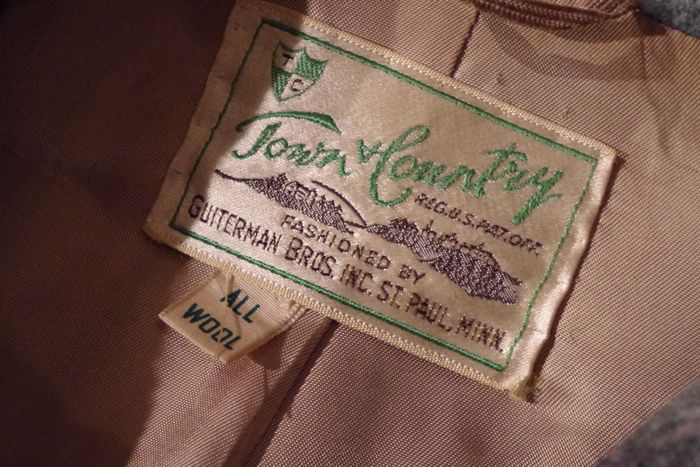 T C
Town & Country
REG.U.S.PAT.OFF.
FASHIONED BY
GUITERMAN BROS. INC. ST. PAUL, MINN.
ALL
WOOL